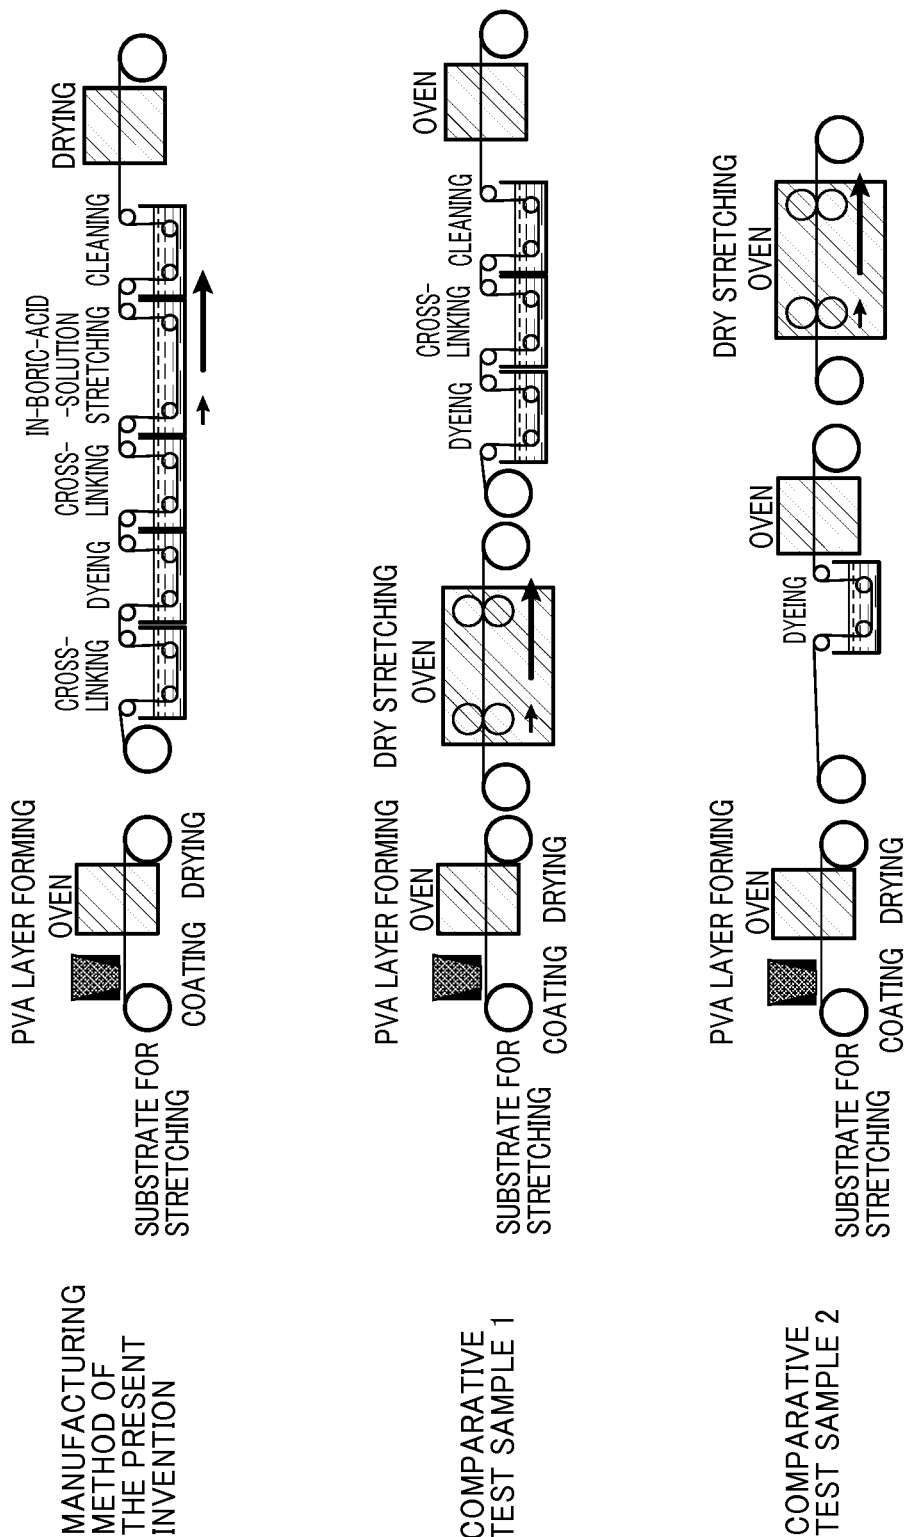 MANUFACTURING
METHOD OF
THE PRESENT
INVENTION
PVA LAYER FORMING
OVEN
COATING DRYING
SUBSTRATE FOR
STRETCHING
CROSS-
LINKING
DYEING
CROSS-
LINKING
IN-BORIC-ACID
-SOLUTION
STRETCHING
CLEANING
DRYING
COMPARATIVE
TEST SAMPLE 1
PVA LAYER FORMING
OVEN
COATING DRYING
SUBSTRATE FOR
STRETCHING
DRY STRETCHING
OVEN
DYEING
CROSS-
LINKING
CLEANING
OVEN
COMPARATIVE
TEST SAMPLE 2
PVA LAYER FORMING
OVEN
COATING DRYING
SUBSTRATE FOR
STRETCHING
DYEING
OVEN
DRY STRETCHING
OVEN